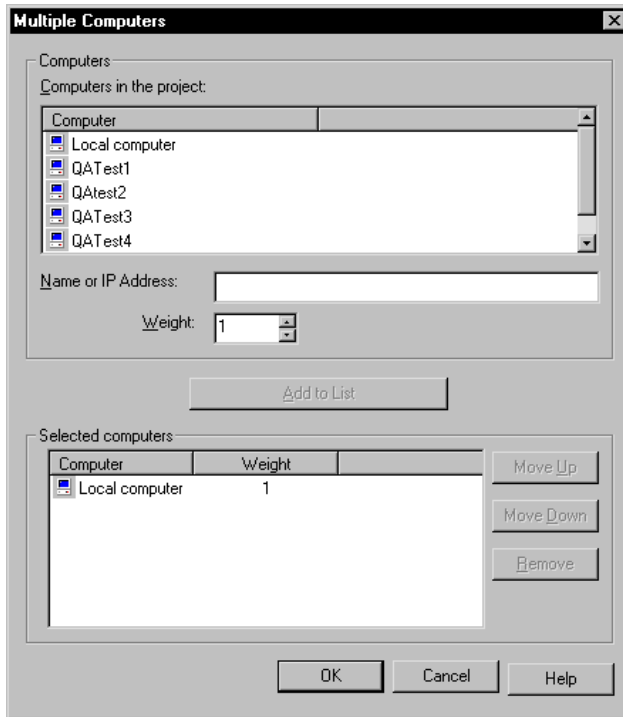 Multiple Computers
Computers
Computers in the project:
Computer
Local computer
QATest1
QAtest2
QATest3
QATest4
Name or IP Address:
Weight: 1
Add to List
Selected computers
Computer Weight
Local computer 1
Move Up
Move Down
Remove
OK Cancel Help